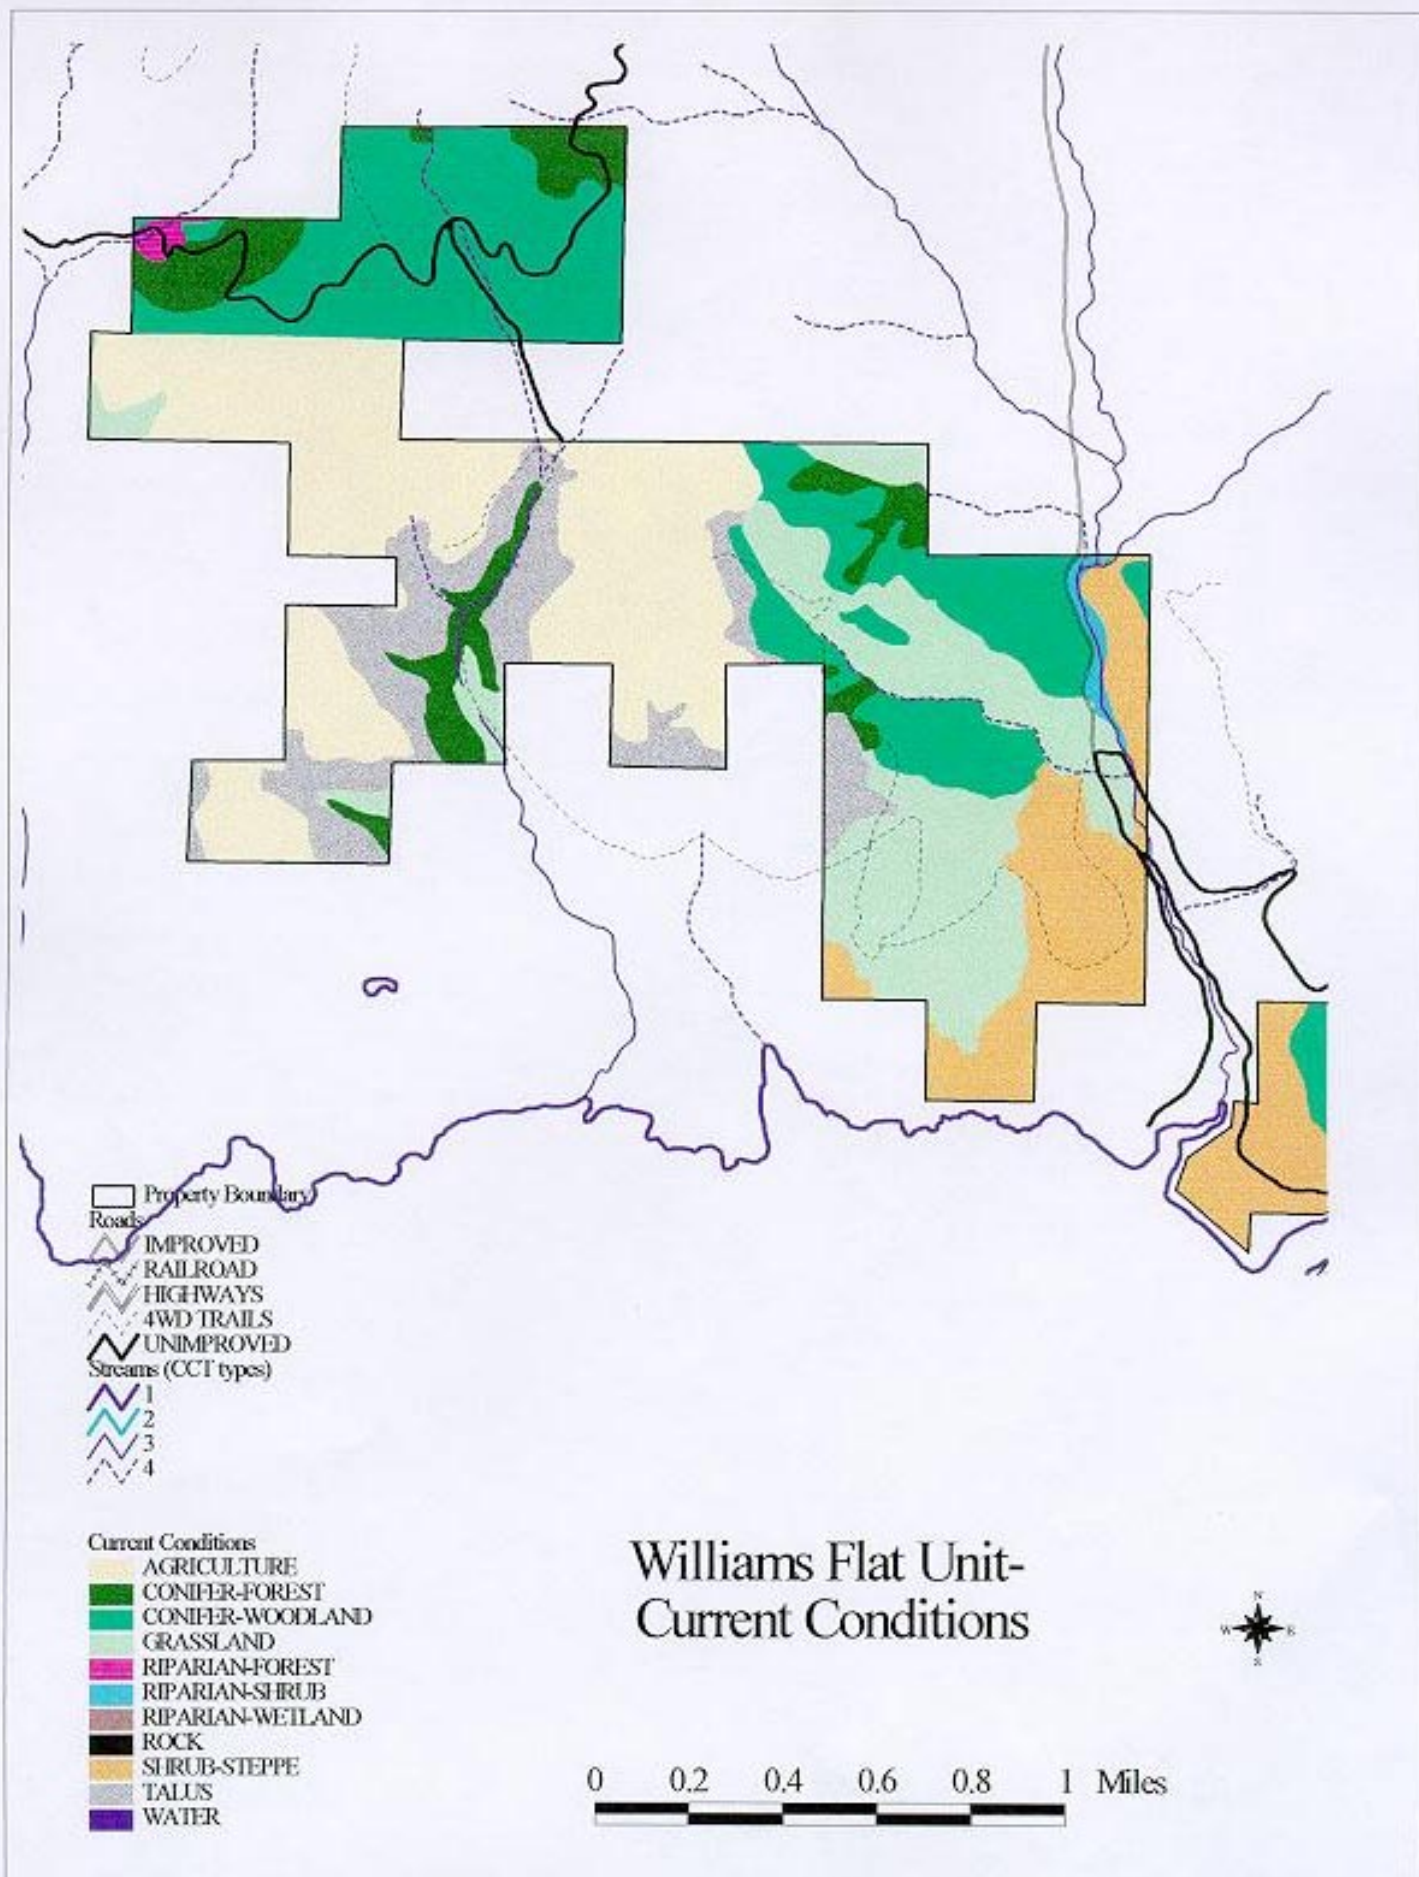 Property Boundary
Roads
IMPROVED
RAILROAD
HIGHWAYS
4WD TRAILS
UNIMPROVED
Streams (CCT types)
1
2
3
4
Current Conditions
AGRICULTURE
CONIFER-FOREST
CONIFER-WOODLAND
GRASSLAND
RIPARIAN-FOREST
RIPARIAN-SHRUB
RIPARIAN-WETLAND
ROCK
SHRUB-STEPPE
TALUS
WATER
Williams Flat Unit-
Current Conditions
N
W E
S
0 0.2 0.4 0.6 0.8 1 Miles